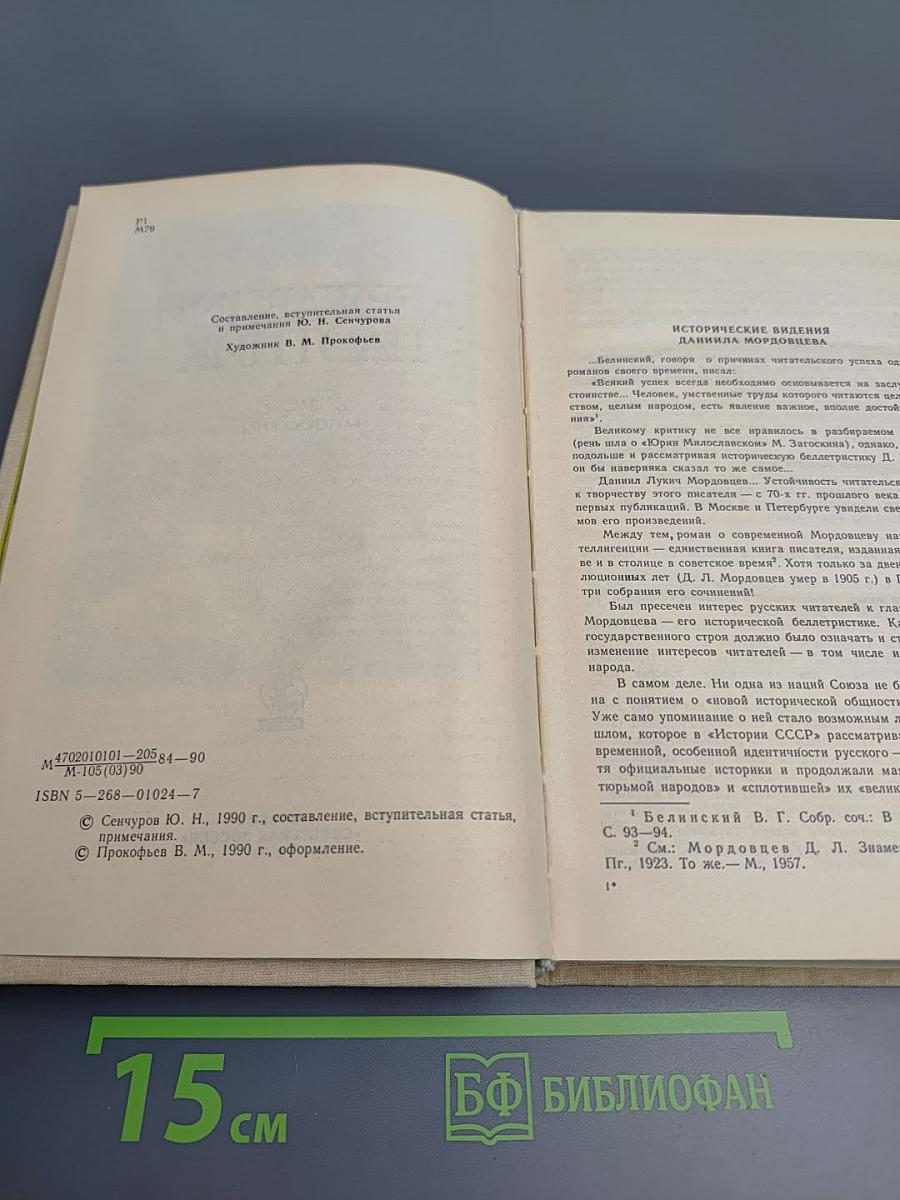 Р1
М79
Составление, вступительная статья
и примечания Ю. Н. Сенчурова
Художник В. М. Прокофьев
М 4702010101—205 84—90
М-105(03)90
ISBN 5—268—01024—7
© Сенчуров Ю. Н., 1990 г., составление, вступительная статья,
примечания.
© Прокофьев В. М., 1990 г., оформление.
ИСТОРИЧЕСКИЕ ВИДЕНИЯ
ДАНИИЛА МОРДОВЦЕВА
...Белинский, говоря о причинах читательского успеха од
романов своего времени, писал:
«Всякий успех всегда необходимо основывается на заслу
стоинстве... Человек, умственные труды которого читаются цел
ством, целым народом, есть явление важное, вполне достой
ния»¹.
Великому критику не все нравилось в разбираемом
(речь шла о «Юрии Милославском» М. Загоскина), однако,
подольше и рассматривая историческую беллетристику Д.
он бы наверняка сказал то же самое...
Даниил Лукич Мордовцев... Устойчивость читательс
к творчеству этого писателя — с 70-х гг. прошлого века
первых публикаций. В Москве и Петербурге увидели све
мов его произведений.
Между тем, роман о современной Мордовцеву на
теллигенции — единственная книга писателя, изданная
ве и в столице в советское время². Хотя только за две
люционных лет (Д. Л. Мордовцев умер в 1905 г.) в П
три собрания его сочинений!
Был пресечен интерес русских читателей к гла
Мордовцева — его исторической беллетристике. К
государственного строя должно было означать и с
изменение интересов читателей — в том числе и
народа.
В самом деле. Ни одна из наций Союза не б
на с понятием о «новой исторической общност
Уже само упоминание о ней стало возможным л
шлом, которое в «Истории СССР» рассматрив
временной, особенной идентичности русского —
тя официальные историки и продолжали ма
тюрьмой народов» и «сплотившей» их «велик
¹ Белинский В. Г. Собр. соч.: В
С. 93—94.
² См.: Мордовцев Д. Л. Знаме
Пг., 1923. То же.— М., 1957.
1*
15 см
БФ БИБЛИОФАН